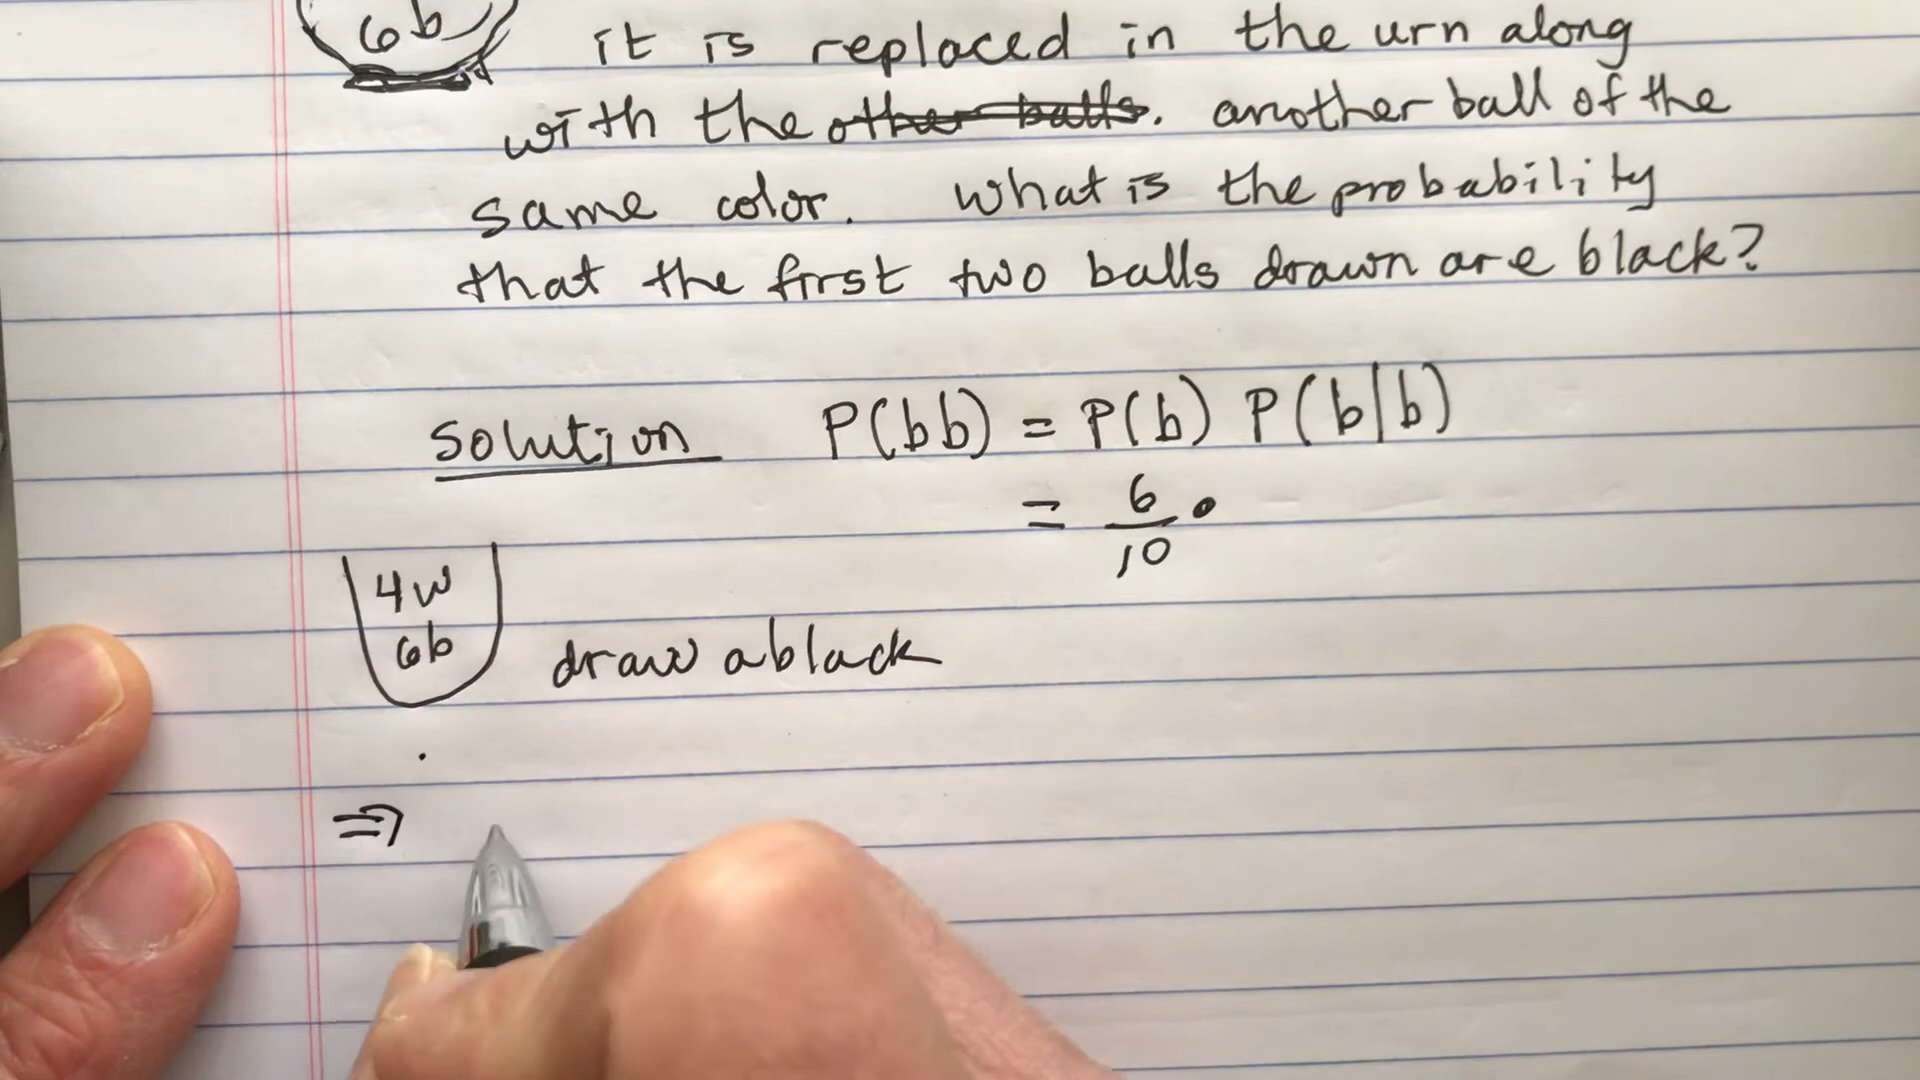 6b
it is replaced in the urn along
with the other balls. another ball of the
same color. What is the probability
that the first two balls drawn are black?
Solution P(bb) = P(b) P(b|b)
= 6/10 •
4w
6b
draw a black
⇒